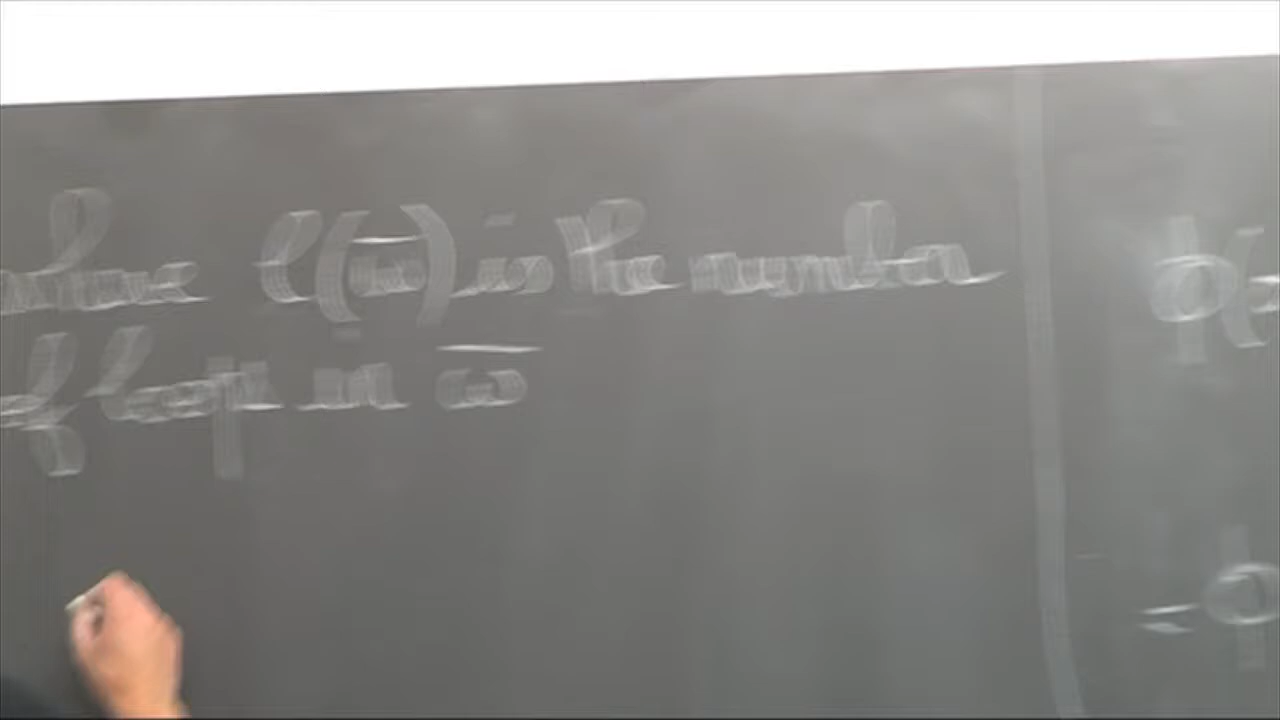 where ℓ(ω̄) is the number ϕ(
of loops in ω̄
= ϕ